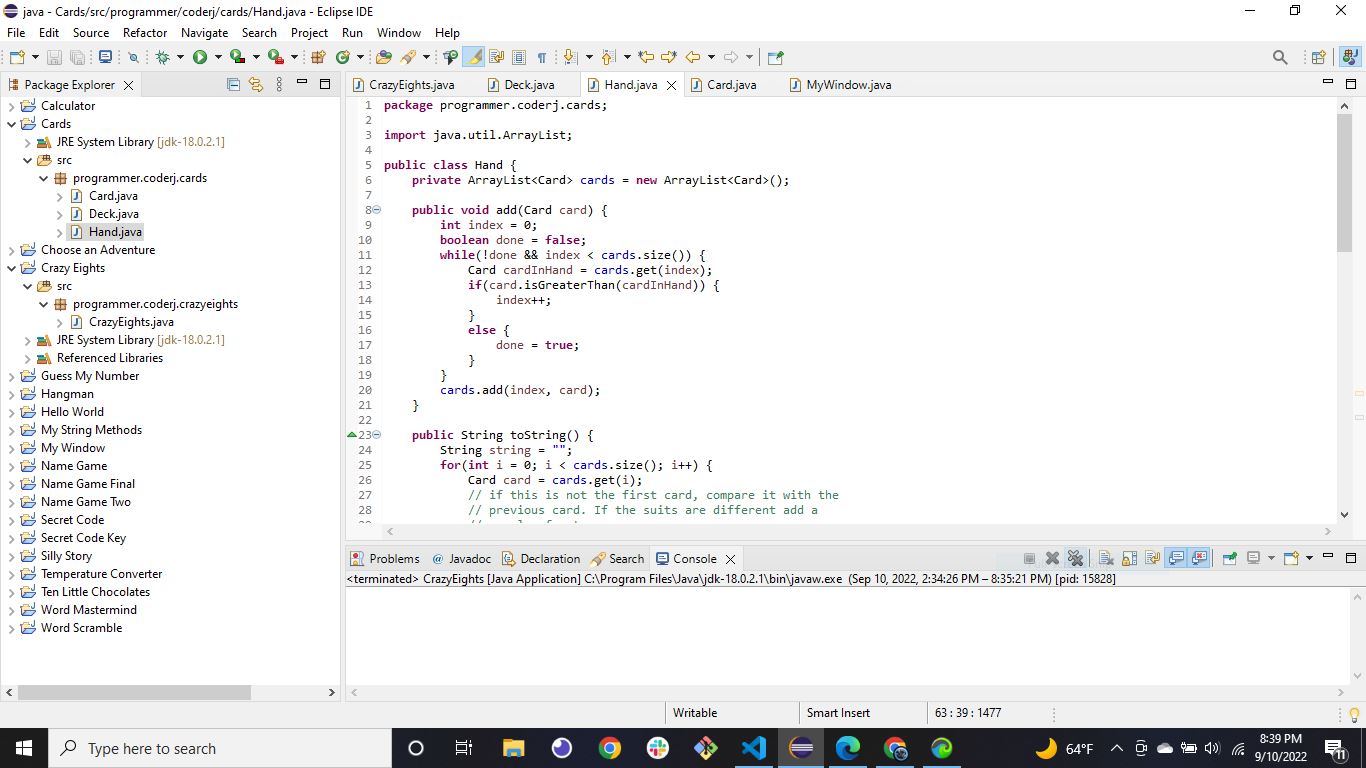 java - Cards/src/programmer/coderj/cards/Hand.java - Eclipse IDE
File Edit Source Refactor Navigate Search Project Run Window Help
Package Explorer
Calculator
Cards
JRE System Library [jdk-18.0.2.1]
src
programmer.coderj.cards
Card.java
Deck.java
Hand.java
Choose an Adventure
Crazy Eights
src
programmer.coderj.crazyeights
CrazyEights.java
JRE System Library [jdk-18.0.2.1]
Referenced Libraries
Guess My Number
Hangman
Hello World
My String Methods
My Window
Name Game
Name Game Final
Name Game Two
Secret Code
Secret Code Key
Silly Story
Temperature Converter
Ten Little Chocolates
Word Mastermind
Word Scramble
CrazyEights.java Deck.java Hand.java Card.java MyWindow.java
1 package programmer.coderj.cards;
2
3 import java.util.ArrayList;
4
5 public class Hand {
6 private ArrayList<Card> cards = new ArrayList<Card>();
7
8 public void add(Card card) {
9 int index = 0;
10 boolean done = false;
11 while(!done && index < cards.size()) {
12 Card cardInHand = cards.get(index);
13 if(card.isGreaterThan(cardInHand)) {
14 index++;
15 }
16 else {
17 done = true;
18 }
19 }
20 cards.add(index, card);
21 }
22
23 public String toString() {
24 String string = "";
25 for(int i = 0; i < cards.size(); i++) {
26 Card card = cards.get(i);
27 // if this is not the first card, compare it with the
28 // previous card. If the suits are different add a
Problems Javadoc Declaration Search Console
<terminated> CrazyEights [Java Application] C:\Program Files\Java\jdk-18.0.2.1\bin\javaw.exe (Sep 10, 2022, 2:34:26 PM – 8:35:21 PM) [pid: 15828]
Writable Smart Insert 63 : 39 : 1477
Type here to search
64°F
8:39 PM
9/10/2022
11